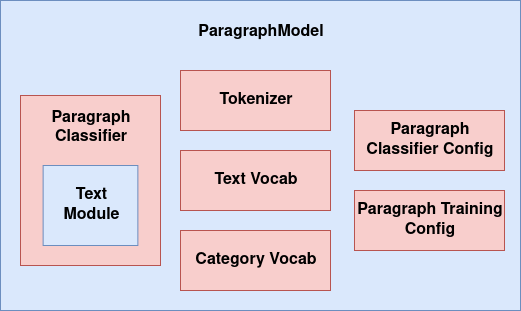 ParagraphModel
Paragraph
Classifier
Text
Module
Tokenizer
Text Vocab
Category Vocab
Paragraph
Classifier Config
Paragraph Training
Config